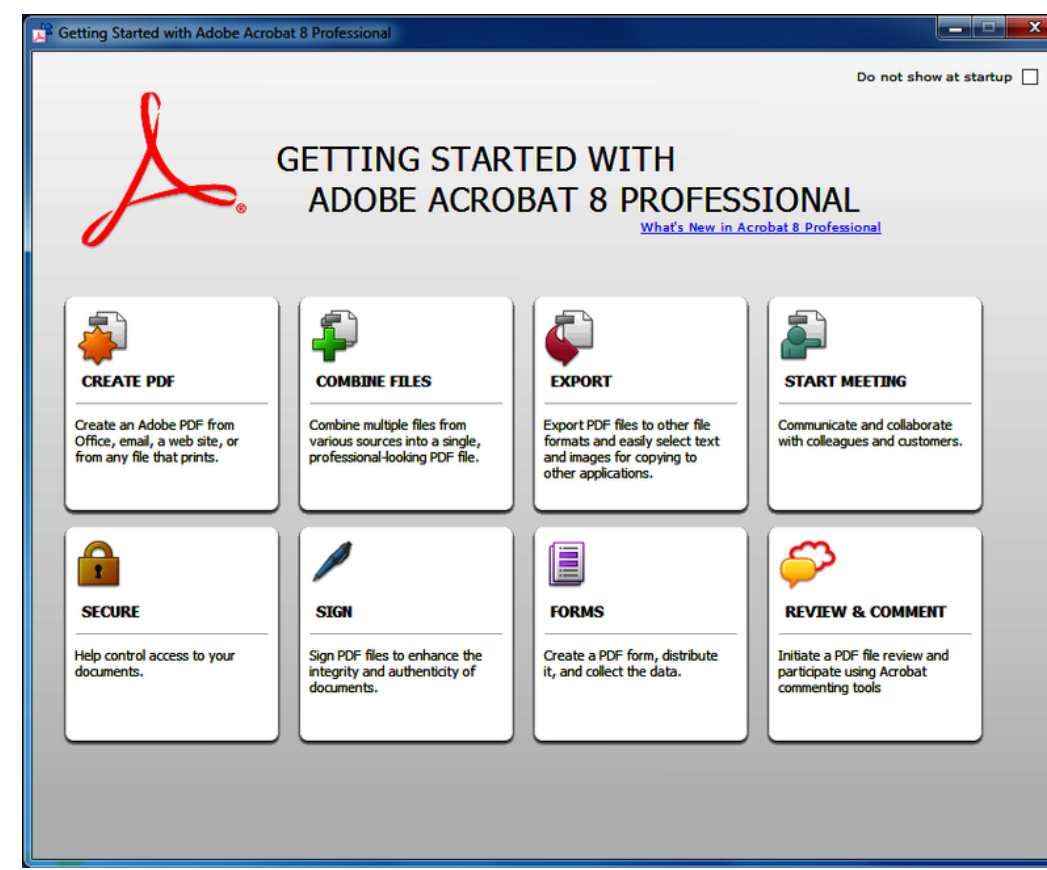 Getting Started with Adobe Acrobat 8 Professional
Do not show at startup
GETTING STARTED WITH
ADOBE ACROBAT 8 PROFESSIONAL
What's New in Acrobat 8 Professional
CREATE PDF
Create an Adobe PDF from
Office, email, a web site, or
from any file that prints.
COMBINE FILES
Combine multiple files from
various sources into a single,
professional-looking PDF file.
EXPORT
Export PDF files to other file
formats and easily select text
and images for copying to
other applications.
START MEETING
Communicate and collaborate
with colleagues and customers.
SECURE
Help control access to your
documents.
SIGN
Sign PDF files to enhance the
integrity and authenticity of
documents.
FORMS
Create a PDF form, distribute
it, and collect the data.
REVIEW & COMMENT
Initiate a PDF file review and
participate using Acrobat
commenting tools